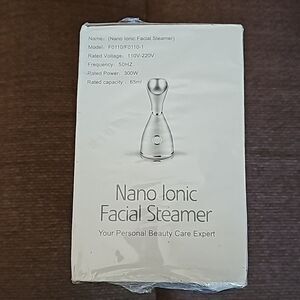 Name: (Nano Ionic Facial Steamer)
Model: F0110/F0110-1
Rated Voltage: 110V-220V
Frequency: 50HZ
Rated Power: 300W
Rated capacity: 65ml
Nano Ionic
Facial Steamer
Your Personal Beauty Care Expert